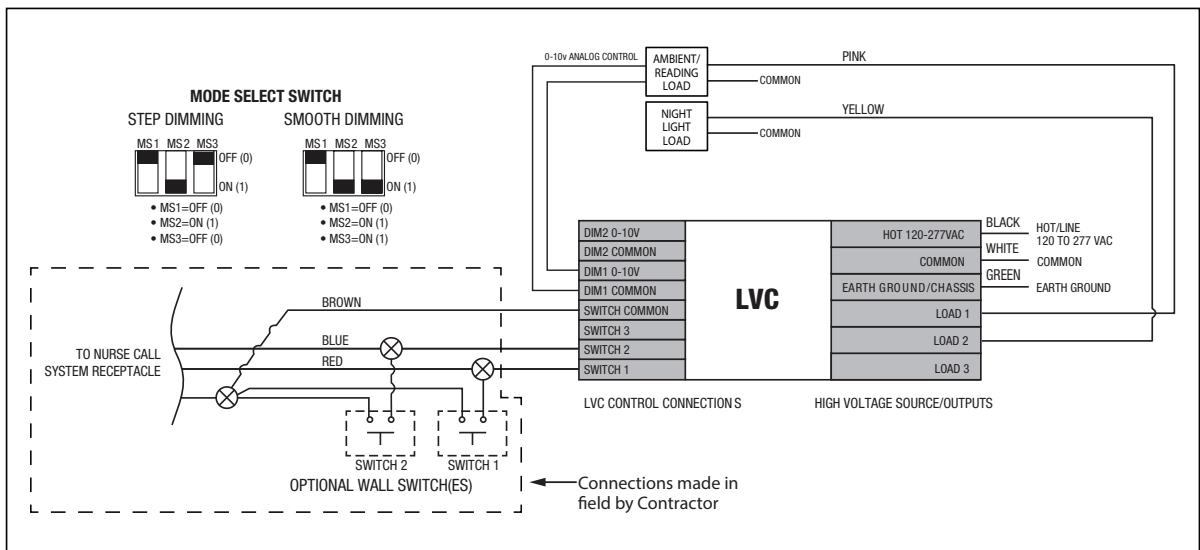 0-10v ANALOG CONTROL
AMBIENT/
READING
LOAD
PINK
COMMON
NIGHT
LIGHT
LOAD
YELLOW
COMMON
MODE SELECT SWITCH
STEP DIMMING
MS1 MS2 MS3
OFF (0)
ON (1)
• MS1=OFF (0)
• MS2=ON (1)
• MS3=OFF (0)
SMOOTH DIMMING
MS1 MS2 MS3
OFF (0)
ON (1)
• MS1=OFF (0)
• MS2=ON (1)
• MS3=ON (1)
DIM2 0-10V
DIM2 COMMON
DIM1 0-10V
DIM1 COMMON
SWITCH COMMON
SWITCH 3
SWITCH 2
SWITCH 1
LVC
HOT 120-277VAC
COMMON
EARTH GROUND/CHASSIS
LOAD 1
LOAD 2
LOAD 3
BLACK
HOT/LINE
120 TO 277 VAC
WHITE
COMMON
GREEN
EARTH GROUND
LVC CONTROL CONNECTIONS
HIGH VOLTAGE SOURCE/OUTPUTS
BROWN
BLUE
RED
TO NURSE CALL
SYSTEM RECEPTACLE
SWITCH 2
SWITCH 1
OPTIONAL WALL SWITCH(ES)
Connections made in
field by Contractor